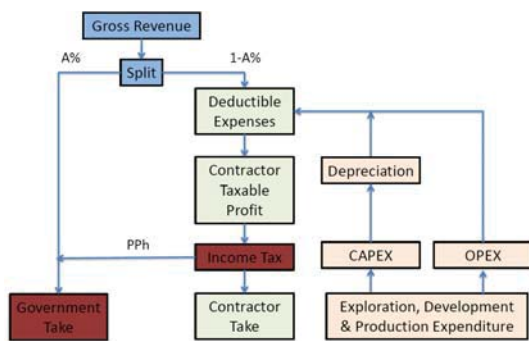 Gross Revenue
A%
Split
1-A%
Deductible
Expenses
Contractor
Taxable
Profit
Depreciation
PPh
Income Tax
CAPEX
OPEX
Government
Take
Contractor
Take
Exploration, Development
& Production Expenditure